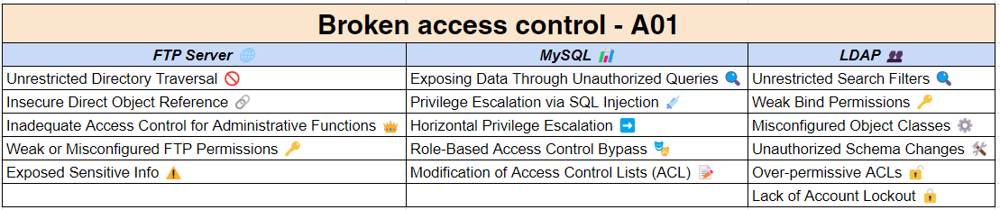 Broken access control - A01
FTP Server 🌐 MySQL 📊 LDAP 👥
Unrestricted Directory Traversal 🚫 Exposing Data Through Unauthorized Queries 🔍 Unrestricted Search Filters 🔍
Insecure Direct Object Reference 🔗 Privilege Escalation via SQL Injection 💉 Weak Bind Permissions 🔑
Inadequate Access Control for Administrative Functions 👑 Horizontal Privilege Escalation ➡️ Misconfigured Object Classes ⚙️
Weak or Misconfigured FTP Permissions 🔑 Role-Based Access Control Bypass 🎭 Unauthorized Schema Changes 🛠️
Exposed Sensitive Info ⚠️ Modification of Access Control Lists (ACL) 📝 Over-permissive ACLs 🔓
Lack of Account Lockout 🔒